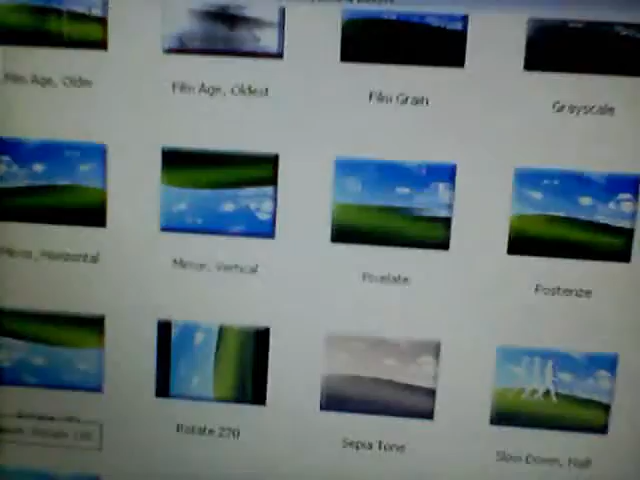 Film Age, Older
Film Age, Oldest
Film Grain
Grayscale
Mirror, Horizontal
Mirror, Vertical
Pixelate
Posterize
Rotate 270
Sepia Tone
Slow Down, Half